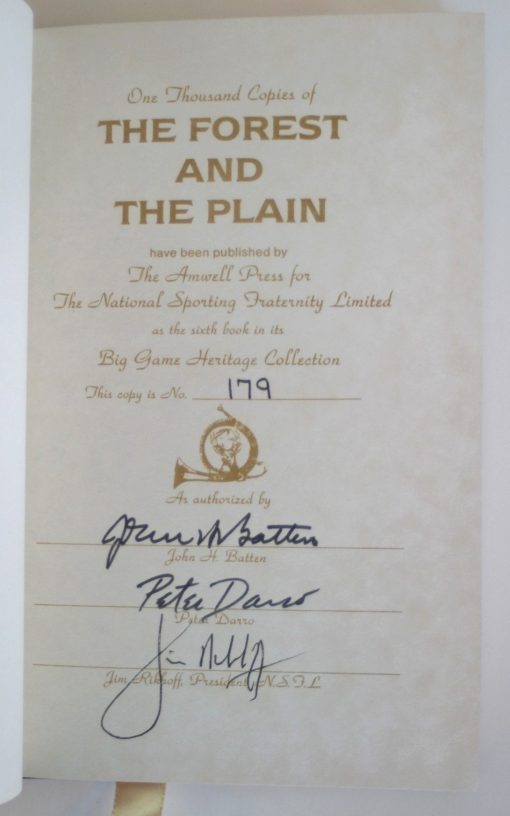 One Thousand Copies of
THE FOREST
AND
THE PLAIN
have been published by
The Amwell Press for
The National Sporting Fraternity Limited
as the sixth book in its
Big Game Heritage Collection
This copy is No. 179
As authorized by
John H Batten
John H. Batten
Peter Darro
Peter Darro
Jim Rikhoff
Jim Rikhoff, President, N.S.F.L.